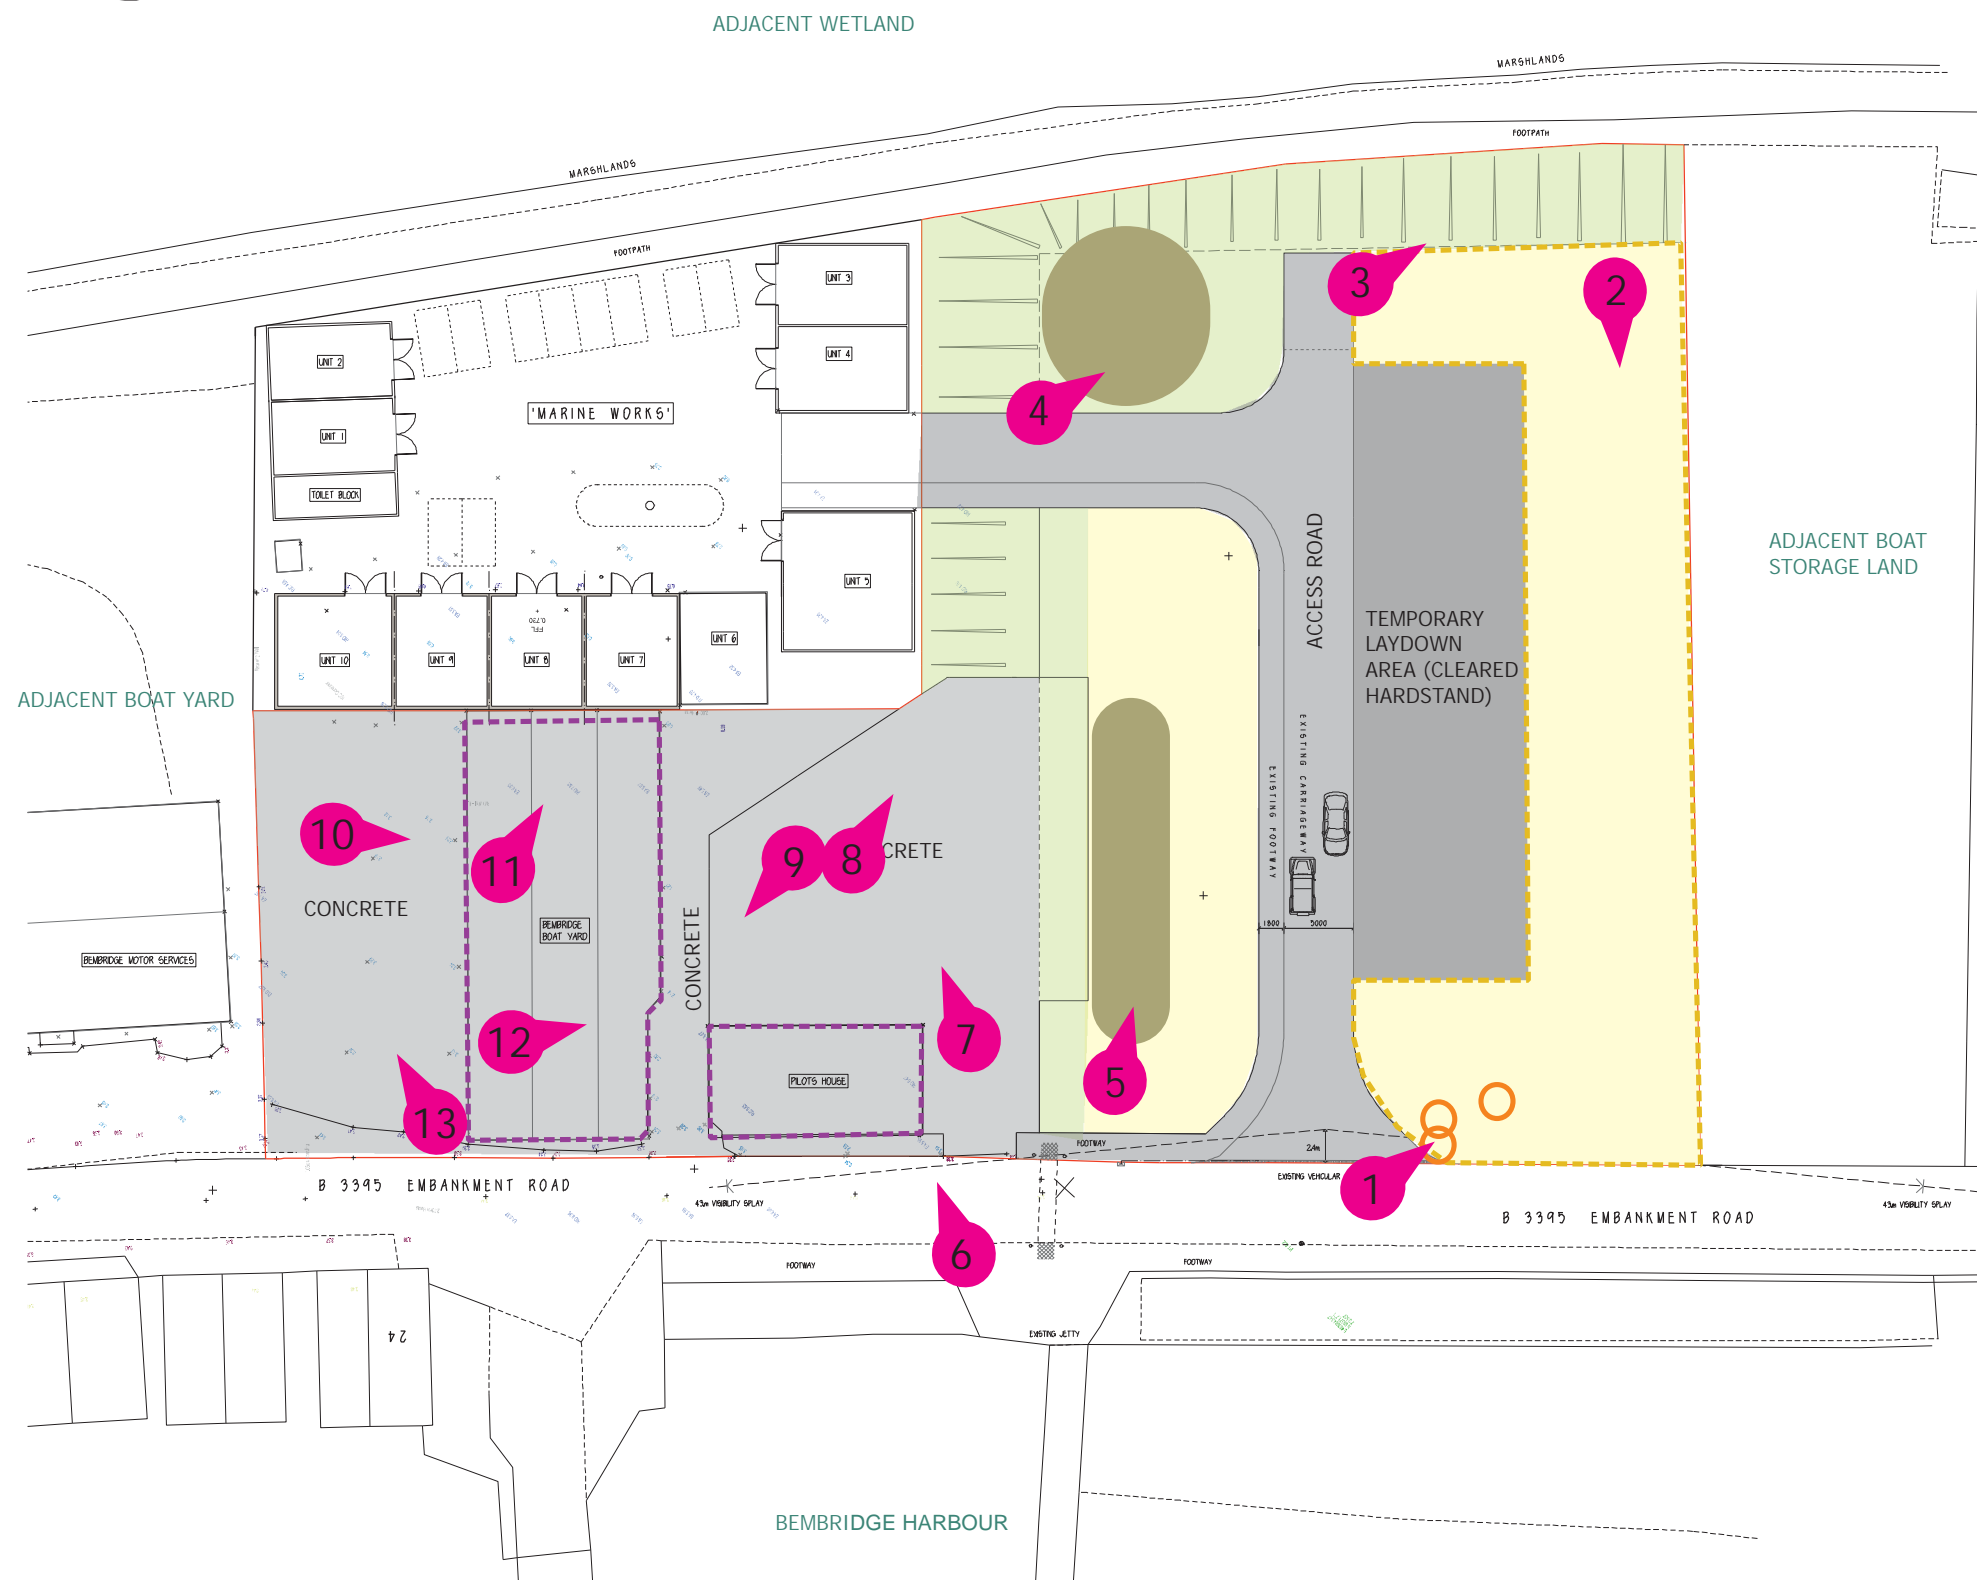 ADJACENT WETLAND
MARSHLANDS
FOOTPATH
MARSHLANDS
FOOTPATH
UNIT 3
3
2
UNIT 4
UNIT 2
4
'MARINE WORKS'
UNIT 1
TOILET BLOCK
ACCESS ROAD
ADJACENT BOAT
STORAGE LAND
UNIT 5
TEMPORARY
LAYDOWN
AREA (CLEARED
HARDSTAND)
FFL
0.730
UNIT 10
UNIT 9
UNIT 8
UNIT 7
UNIT 6
ADJACENT BOAT YARD
EXISTING CARRIAGEWAY
EXISTING FOOTWAY
10
11
9
8
CRETE
CONCRETE
CONCRETE
BEMBRIDGE
BOAT YARD
1800
5000
BEMBRIDGE MOTOR SERVICES
12
7
PILOTS HOUSE
5
13
FOOTWAY
2.4m
1
EXISTING VEHICULAR
B 3395 EMBANKMENT ROAD
43m VISIBILITY SPLAY
43m VISIBILITY SPLAY
B 3395 EMBANKMENT ROAD
6
FOOTWAY
FOOTWAY
24
EXISTING JETTY
BEMBRIDGE HARBOUR